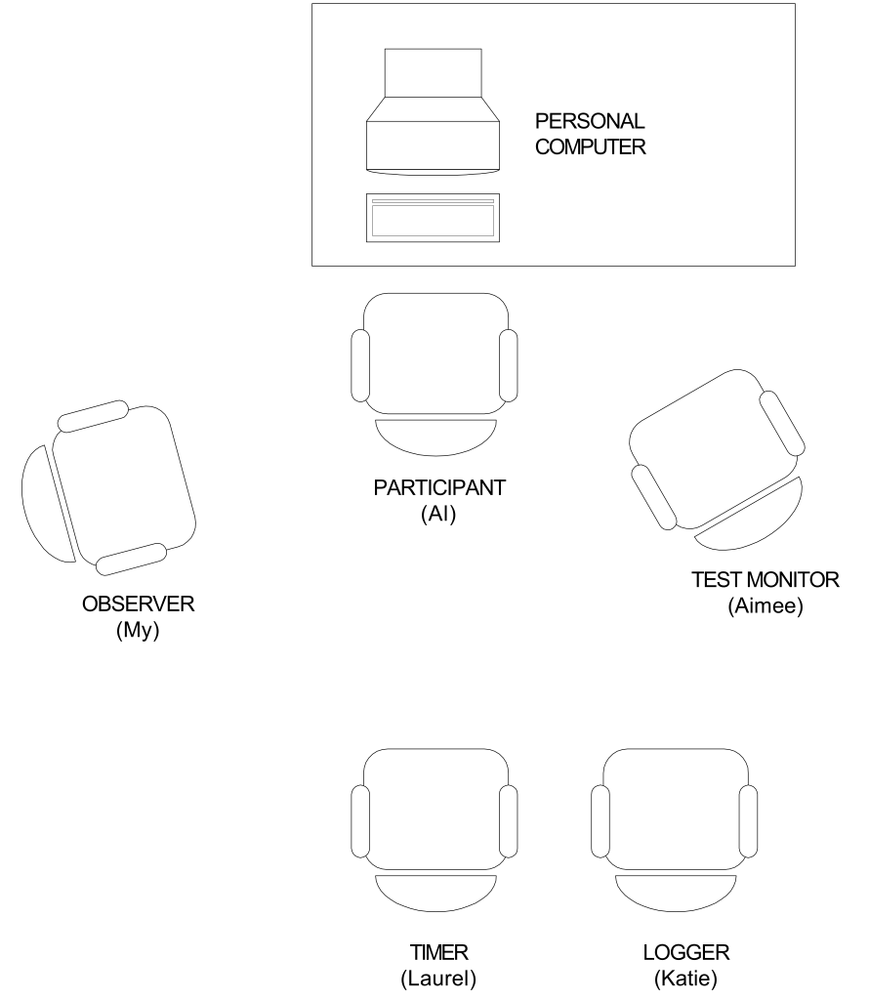 PERSONAL
COMPUTER
PARTICIPANT
(Al)
OBSERVER
(My)
TEST MONITOR
(Aimee)
TIMER
(Laurel)
LOGGER
(Katie)